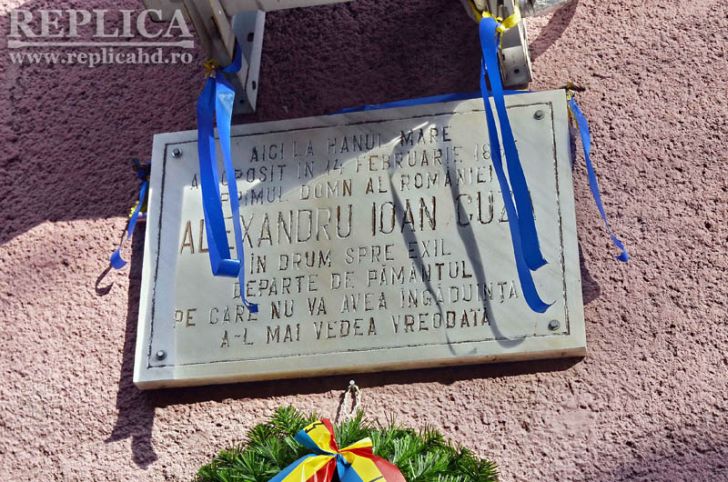 REPLICA
www.replicahd.ro
AICI LA HANUL MARE
A POPOSIT IN 14 FEBRUARIE
PRIMUL DOMN AL ROMÂNIEI
ALEXANDRU IOAN CUZA
ÎN DRUM SPRE EXIL
DEPARTE DE PĂMÂNTUL
PE CARE NU VA AVEA ÎNGĂDUINȚA
A-L MAI VEDEA VREODATĂ